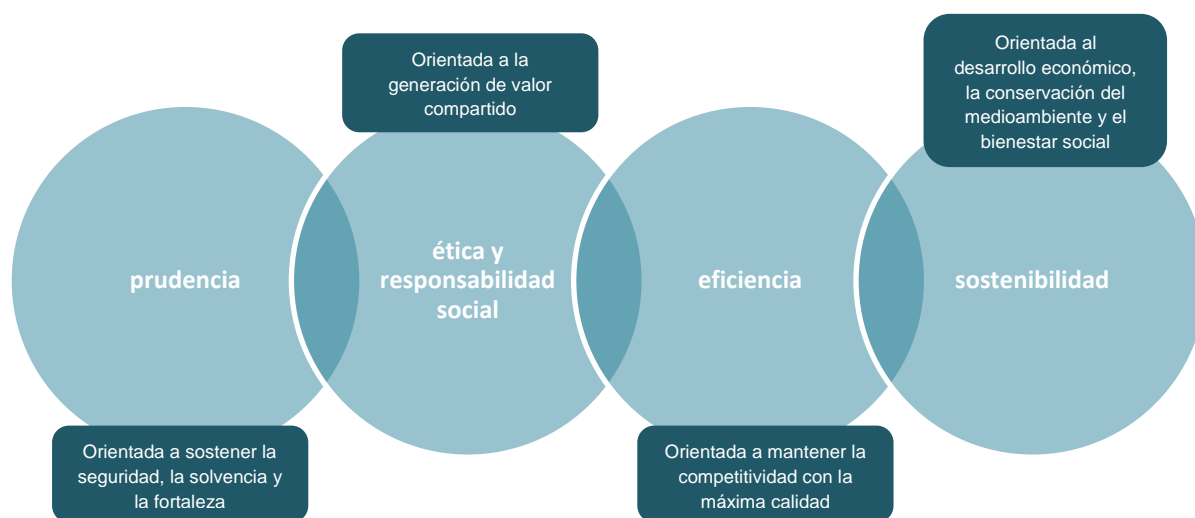 Orientada a la
generación de valor
compartido
Orientada al
desarrollo económico,
la conservación del
medioambiente y el
bienestar social
prudencia
ética y
responsabilidad
social
eficiencia
sostenibilidad
Orientada a sostener la
seguridad, la solvencia y
la fortaleza
Orientada a mantener la
competitividad con la
máxima calidad